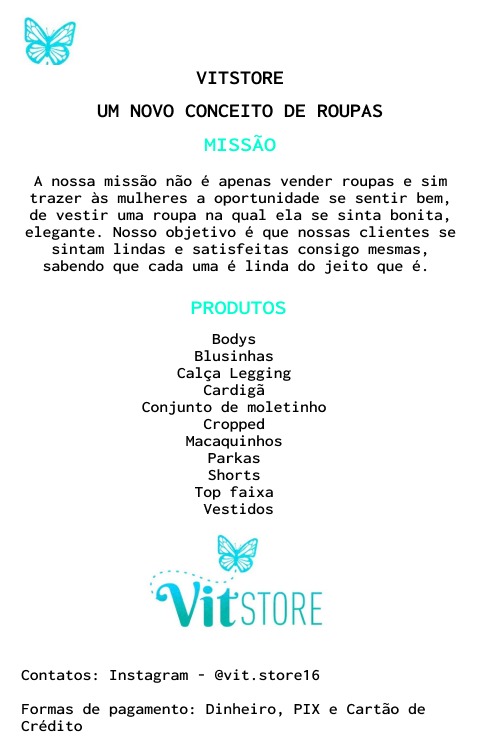 VITSTORE
UM NOVO CONCEITO DE ROUPAS
MISSÃO
A nossa missão não é apenas vender roupas e sim
trazer às mulheres a oportunidade se sentir bem,
de vestir uma roupa na qual ela se sinta bonita,
elegante. Nosso objetivo é que nossas clientes se
sintam lindas e satisfeitas consigo mesmas,
sabendo que cada uma é linda do jeito que é.
PRODUTOS
Bodys
Blusinhas
Calça Legging
Cardigã
Conjunto de moletinho
Cropped
Macaquinhos
Parkas
Shorts
Top faixa
Vestidos
VitSTORE
Contatos: Instagram - @vit.store16
Formas de pagamento: Dinheiro, PIX e Cartão de
Crédito